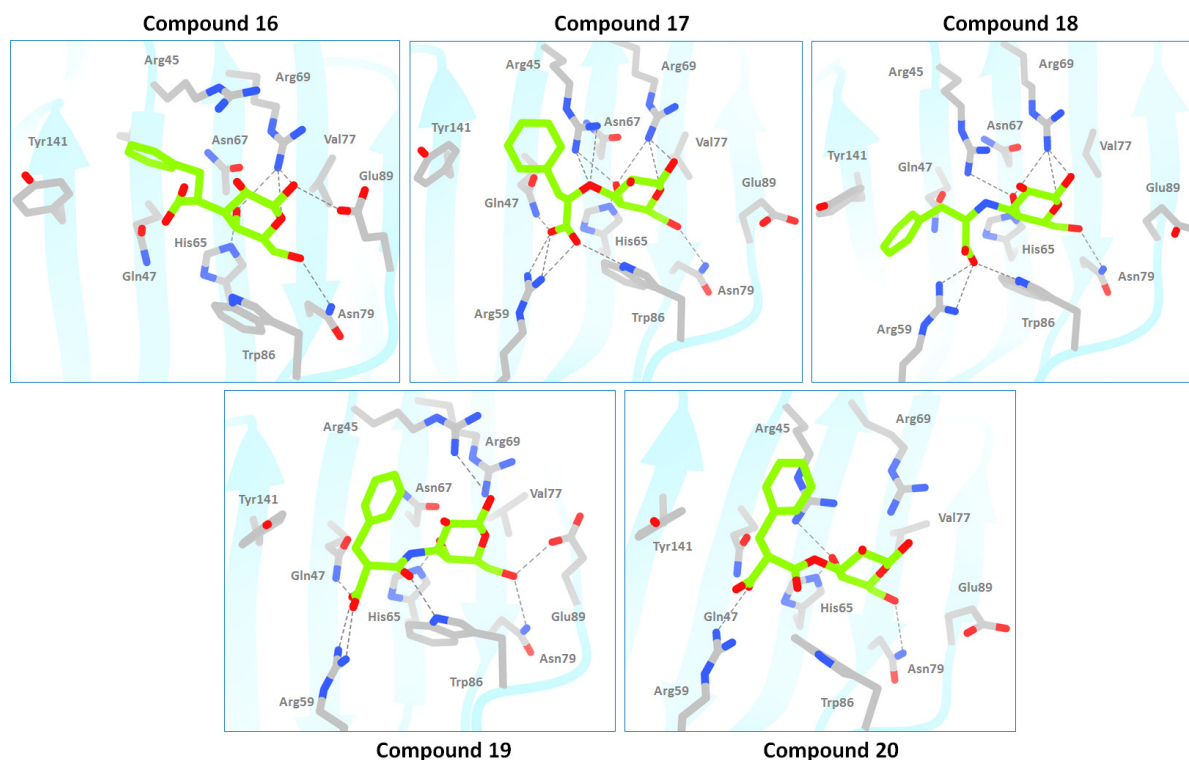 Compound 16
Compound 17
Compound 18
Arg45
Arg69
Tyr141
Asn67
Val77
Glu89
Gln47
His65
Asn79
Trp86
Arg45
Arg69
Tyr141
Asn67
Val77
Gln47
Glu89
His65
Asn79
Arg59
Trp86
Arg45
Arg69
Asn67
Val77
Tyr141
Gln47
Glu89
His65
Asn79
Arg59
Trp86
Arg45
Arg69
Asn67
Tyr141
Val77
Gln47
His65
Glu89
Asn79
Arg59
Trp86
Arg45
Arg69
Val77
Tyr141
Glu89
Gln47
His65
Asn79
Arg59
Trp86
Compound 19
Compound 20